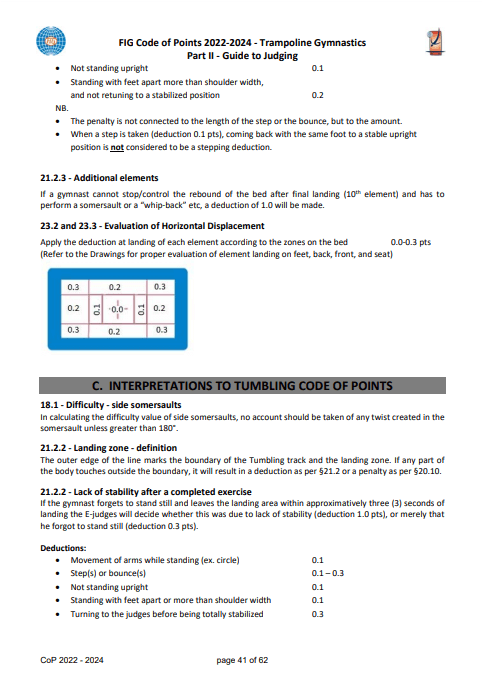 FIG Code of Points 2022-2024 - Trampoline Gymnastics
Part II - Guide to Judging
• Not standing upright 0.1
• Standing with feet apart more than shoulder width,
and not retuning to a stabilized position 0.2
NB.
• The penalty is not connected to the length of the step or the bounce, but to the amount.
• When a step is taken (deduction 0.1 pts), coming back with the same foot to a stable upright
position is not considered to be a stepping deduction.
21.2.3 - Additional elements
If a gymnast cannot stop/control the rebound of the bed after final landing (10th element) and has to
perform a somersault or a "whip-back" etc, a deduction of 1.0 will be made.
23.2 and 23.3 - Evaluation of Horizontal Displacement
Apply the deduction at landing of each element according to the zones on the bed 0.0-0.3 pts
(Refer to the Drawings for proper evaluation of element landing on feet, back, front, and seat)
0.3 0.2 0.3
0.2 0.1 0.0 0.1 0.2
0.3 0.2 0.3
C. INTERPRETATIONS TO TUMBLING CODE OF POINTS
18.1 - Difficulty - side somersaults
In calculating the difficulty value of side somersaults, no account should be taken of any twist created in the
somersault unless greater than 180°.
21.2.2 - Landing zone - definition
The outer edge of the line marks the boundary of the Tumbling track and the landing zone. If any part of
the body touches outside the boundary, it will result in a deduction as per §21.2 or a penalty as per §20.10.
21.2.2 - Lack of stability after a completed exercise
If the gymnast forgets to stand still and leaves the landing area within approximatively three (3) seconds of
landing the E-judges will decide whether this was due to lack of stability (deduction 1.0 pts), or merely that
he forgot to stand still (deduction 0.3 pts).
Deductions:
• Movement of arms while standing (ex. circle) 0.1
• Step(s) or bounce(s) 0.1 – 0.3
• Not standing upright 0.1
• Standing with feet apart or more than shoulder width 0.1
• Turning to the judges before being totally stabilized 0.3
CoP 2022 - 2024 page 41 of 62